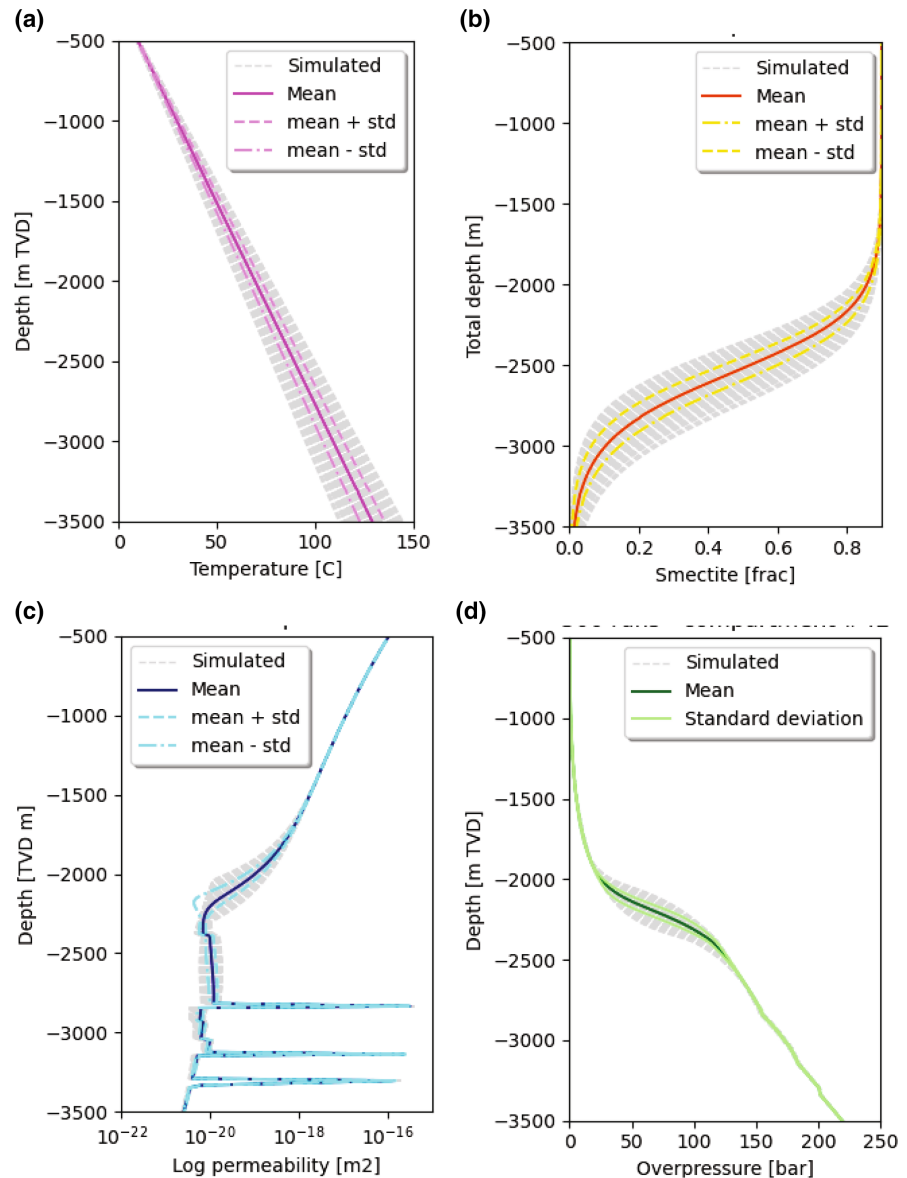 (a)
−500
−1000
−1500
−2000
−2500
−3000
−3500
Depth [m TVD]
0 50 100 150
Temperature [C]
Simulated
Mean
mean + std
mean - std
(b)
−500
−1000
−1500
−2000
−2500
−3000
−3500
Total depth [m]
0.0 0.2 0.4 0.6 0.8
Smectite [frac]
Simulated
Mean
mean + std
mean - std
(c)
−500
−1000
−1500
−2000
−2500
−3000
−3500
Depth [TVD m]
10⁻²² 10⁻²⁰ 10⁻¹⁸ 10⁻¹⁶
Log permeability [m2]
Simulated
Mean
mean + std
mean - std
(d)
−500
−1000
−1500
−2000
−2500
−3000
−3500
Depth [m TVD]
0 50 100 150 200 250
Overpressure [bar]
Simulated
Mean
Standard deviation